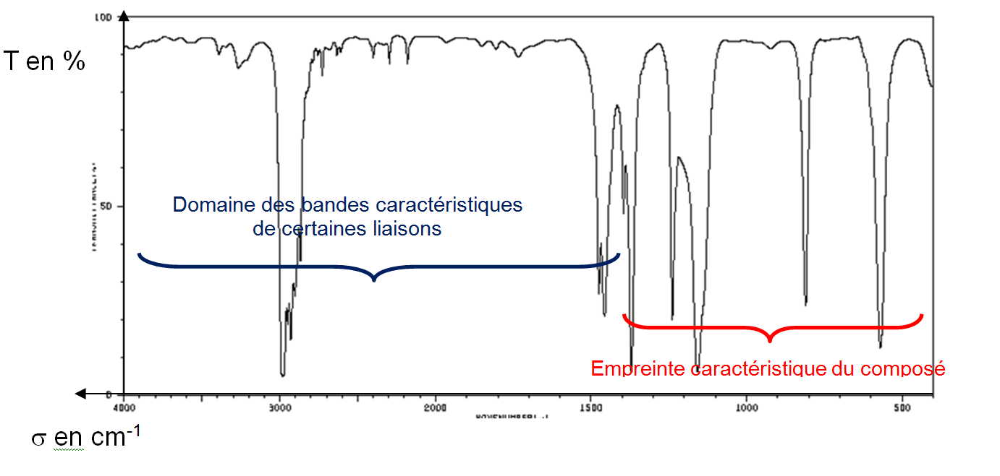 100
T en %
Domaine des bandes caractéristiques
de certaines liaisons
50
Empreinte caractéristique du composé
0
4000 3000 2000 1500 1000 500
σ en cm-1